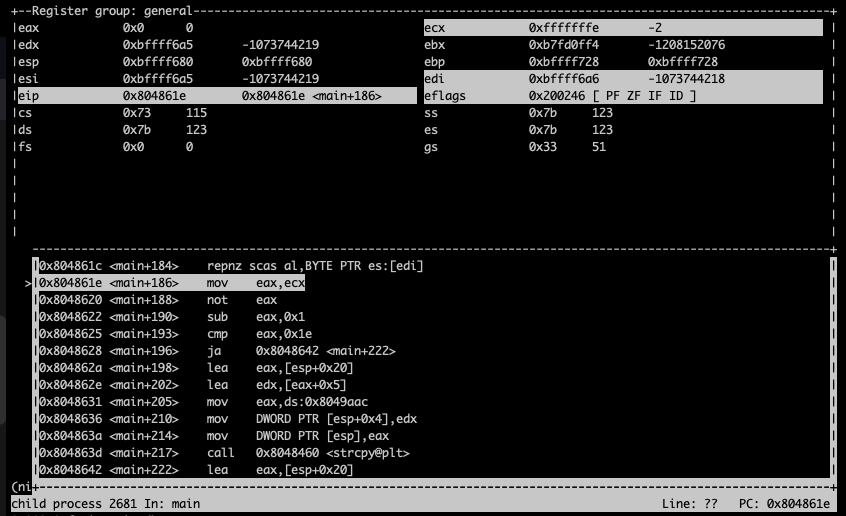 +--Register group: general--+
|eax 0x0 0 ecx 0xfffffffe -2 |
|edx 0xbffff6a5 -1073744219 ebx 0xb7fd0ff4 -1208152076 |
|esp 0xbffff680 0xbffff680 ebp 0xbffff728 0xbffff728 |
|esi 0xbffff6a5 -1073744219 edi 0xbffff6a6 -1073744218 |
|eip 0x804861e 0x804861e <main+186> eflags 0x200246 [ PF ZF IF ID ] |
|cs 0x73 115 ss 0x7b 123 |
|ds 0x7b 123 es 0x7b 123 |
|fs 0x0 0 gs 0x33 51 |
|0x804861c <main+184> repnz scas al,BYTE PTR es:[edi] |
>|0x804861e <main+186> mov eax,ecx |
|0x8048620 <main+188> not eax |
|0x8048622 <main+190> sub eax,0x1 |
|0x8048625 <main+193> cmp eax,0x1e |
|0x8048628 <main+196> ja 0x8048642 <main+222> |
|0x804862a <main+198> lea eax,[esp+0x20] |
|0x804862e <main+202> lea edx,[eax+0x5] |
|0x8048631 <main+205> mov eax,ds:0x8049aac |
|0x8048636 <main+210> mov DWORD PTR [esp+0x4],edx |
|0x804863a <main+214> mov DWORD PTR [esp],eax |
|0x804863d <main+217> call 0x8048460 <strcpy@plt> |
|0x8048642 <main+222> lea eax,[esp+0x20] |
(ni+--+
child process 2681 In: main Line: ?? PC: 0x804861e